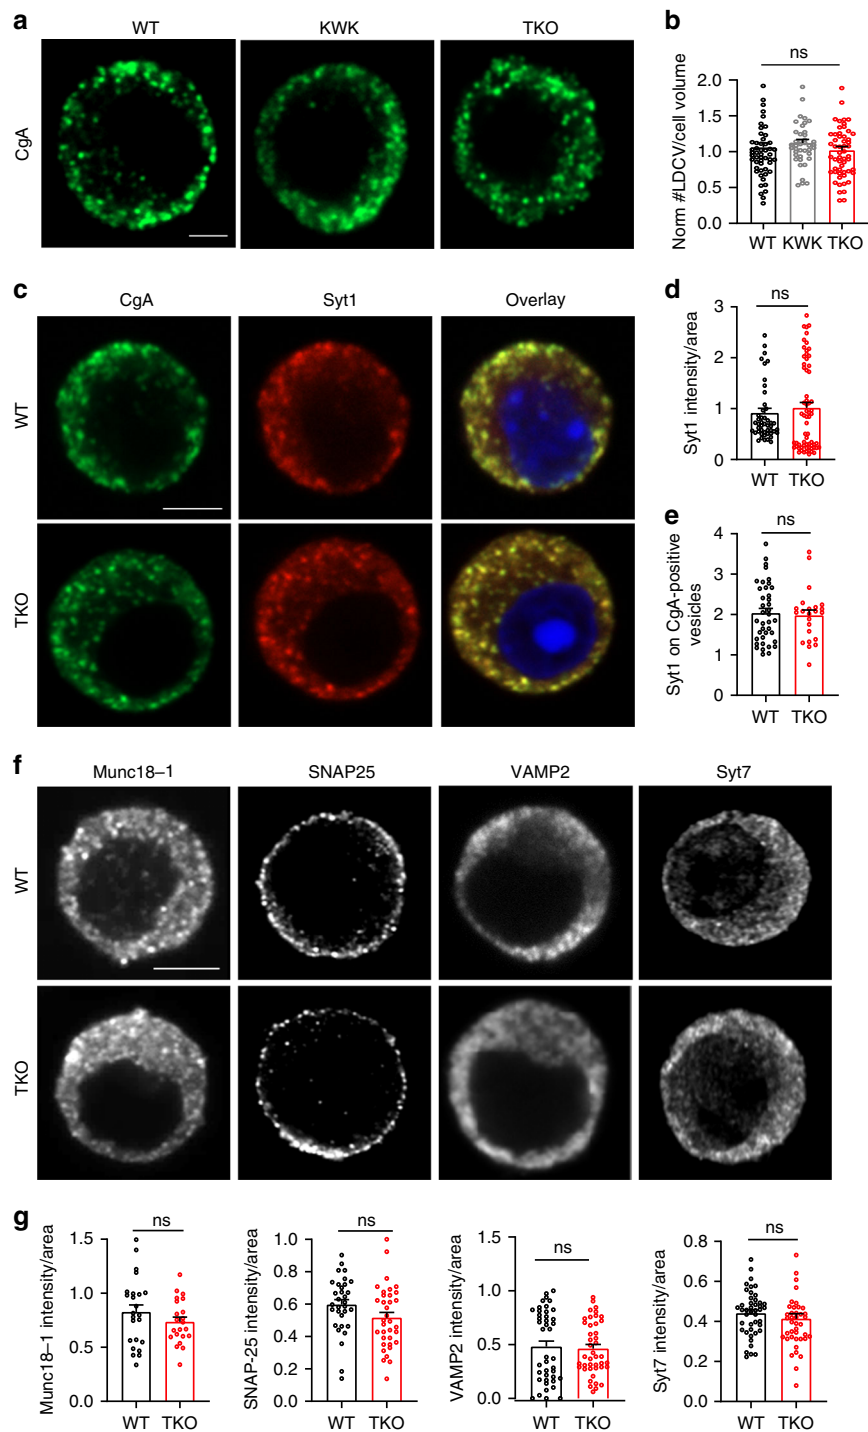 a
WT KWK TKO
CgA
b
ns
Norm #LDCV/cell volume
2.0
1.5
1.0
0.5
0.0
WT KWK TKO
c
CgA Syt1 Overlay
WT
TKO
d
ns
Syt1 intensity/area
3
2
1
0
WT TKO
e
ns
Syt1 on CgA-positive
vesicles
4
3
2
1
0
WT TKO
f
Munc18–1 SNAP25 VAMP2 Syt7
WT
TKO
g
ns
Munc18–1 intensity/area
1.5
1.0
0.5
0.0
WT TKO
ns
SNAP-25 intensity/area
1.0
0.8
0.6
0.4
0.2
0.0
WT TKO
ns
VAMP2 intensity/area
1.5
1.0
0.5
0.0
WT TKO
ns
Syt7 intensity/area
0.8
0.6
0.4
0.2
0
WT TKO